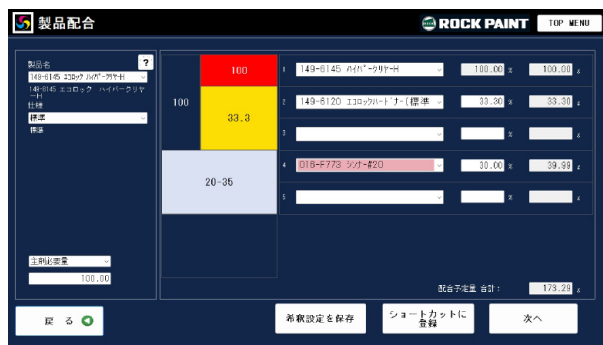 製品配合
ROCK PAINT
TOP MENU
製品名
?
149-6145 エコロック ハイパークリヤーH
149-6145 エコロック ハイパークリヤ
ーH
仕様
標準
標準
主剤必要量
100.00
100
100
33.3
20-35
1 149-6145 ハイパークリヤーH 100.00 % 100.00 g
2 149-6120 エコロックハードナー(標準 33.30 % 33.30 g
3 % g
4 016-F773 シンナー#20 30.00 % 39.99 g
5 % g
配合予定量 合計: 173.29 g
戻る
希釈設定を保存
ショートカットに
登録
次へ